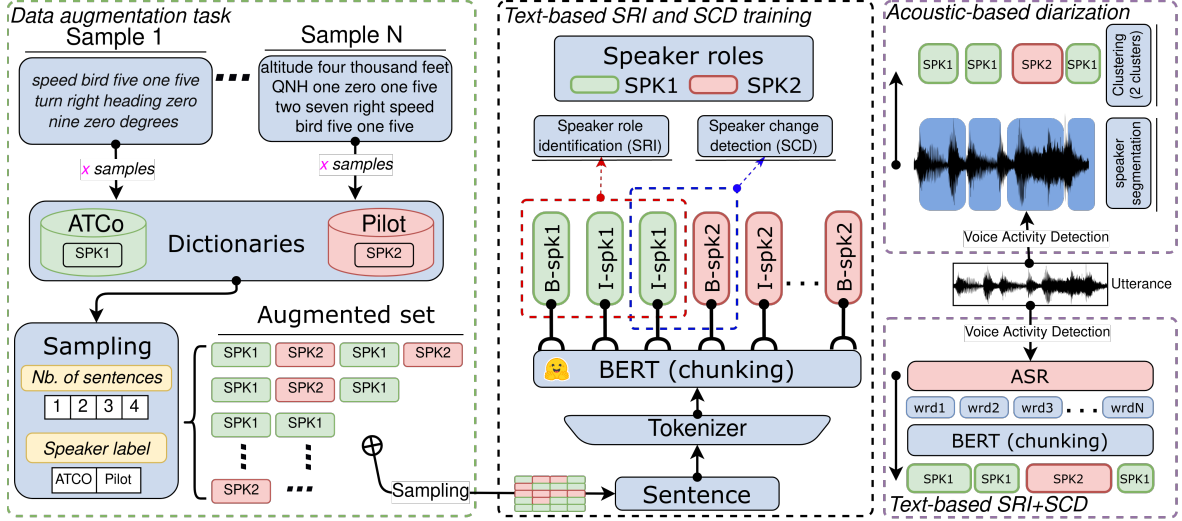 Data augmentation task
Sample 1
Sample N
speed bird five one five
turn right heading zero
nine zero degrees
altitude four thousand feet
QNH one zero one five
two seven right speed
bird five one five
x samples
x samples
ATCo
SPK1
Dictionaries
Pilot
SPK2
Sampling
Nb. of sentences
1 2 3 4
Speaker label
ATCO Pilot
Augmented set
SPK1 SPK2 SPK1 SPK2
SPK1 SPK2 SPK1
SPK1 SPK1
SPK2
Sampling
Text-based SRI and SCD training
Speaker roles
SPK1 SPK2
Speaker role
identification (SRI)
Speaker change
detection (SCD)
B-spk1
I-spk1
I-spk1
B-spk2
I-spk2
B-spk2
BERT (chunking)
Tokenizer
Sentence
Acoustic-based diarization
SPK1 SPK1 SPK2 SPK1
Clustering
(2 clusters)
speaker
segmentation
Voice Activity Detection
Utterance
Voice Activity Detection
ASR
wrd1 wrd2 wrd3 . . . wrdN
BERT (chunking)
SPK1 SPK1 SPK2 SPK1
Text-based SRI+SCD